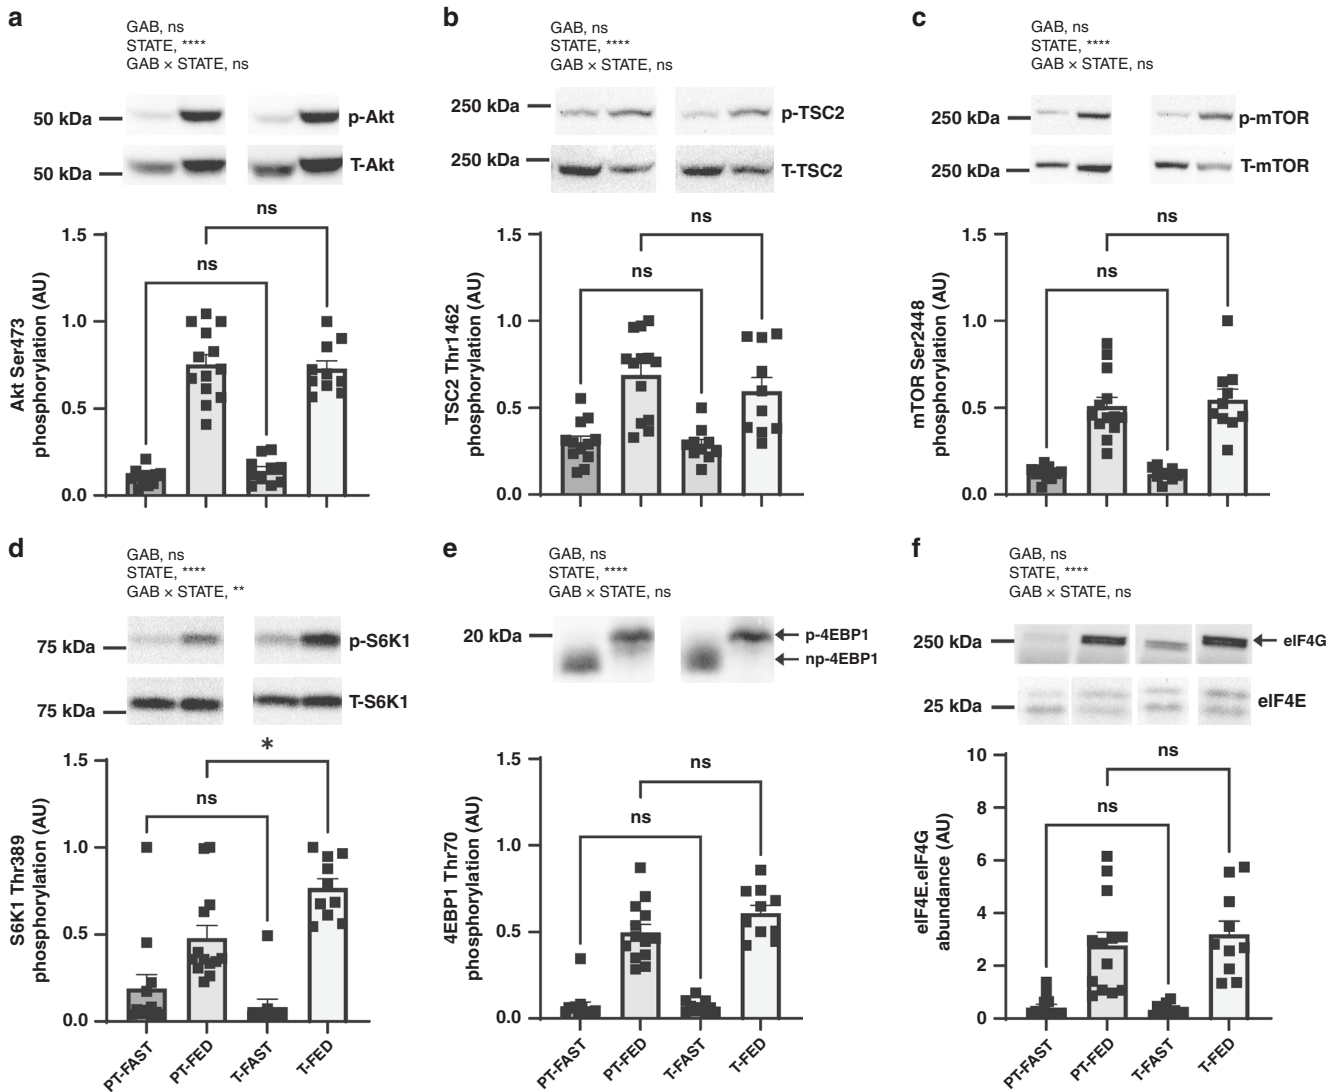 a
GAB, ns
STATE, ****
GAB × STATE, ns
50 kDa
p-Akt
50 kDa
T-Akt
ns
ns
Akt Ser473
phosphorylation (AU)
1.5
1.0
0.5
0.0
b
GAB, ns
STATE, ****
GAB × STATE, ns
250 kDa
p-TSC2
250 kDa
T-TSC2
ns
ns
TSC2 Thr1462
phosphorylation (AU)
1.5
1.0
0.5
0.0
c
GAB, ns
STATE, ****
GAB × STATE, ns
250 kDa
p-mTOR
250 kDa
T-mTOR
ns
ns
mTOR Ser2448
phosphorylation (AU)
1.5
1.0
0.5
0.0
d
GAB, ns
STATE, ****
GAB × STATE, **
75 kDa
p-S6K1
75 kDa
T-S6K1
*
ns
S6K1 Thr389
phosphorylation (AU)
1.5
1.0
0.5
0.0
PT-FAST
PT-FED
T-FAST
T-FED
e
GAB, ns
STATE, ****
GAB × STATE, ns
20 kDa
p-4EBP1
np-4EBP1
ns
ns
4EBP1 Thr70
phosphorylation (AU)
1.5
1.0
0.5
0.0
PT-FAST
PT-FED
T-FAST
T-FED
f
GAB, ns
STATE, ****
GAB × STATE, ns
250 kDa
eIF4G
25 kDa
eIF4E
ns
ns
eIF4E.eIF4G
abundance (AU)
10
8
6
4
2
0
PT-FAST
PT-FED
T-FAST
T-FED